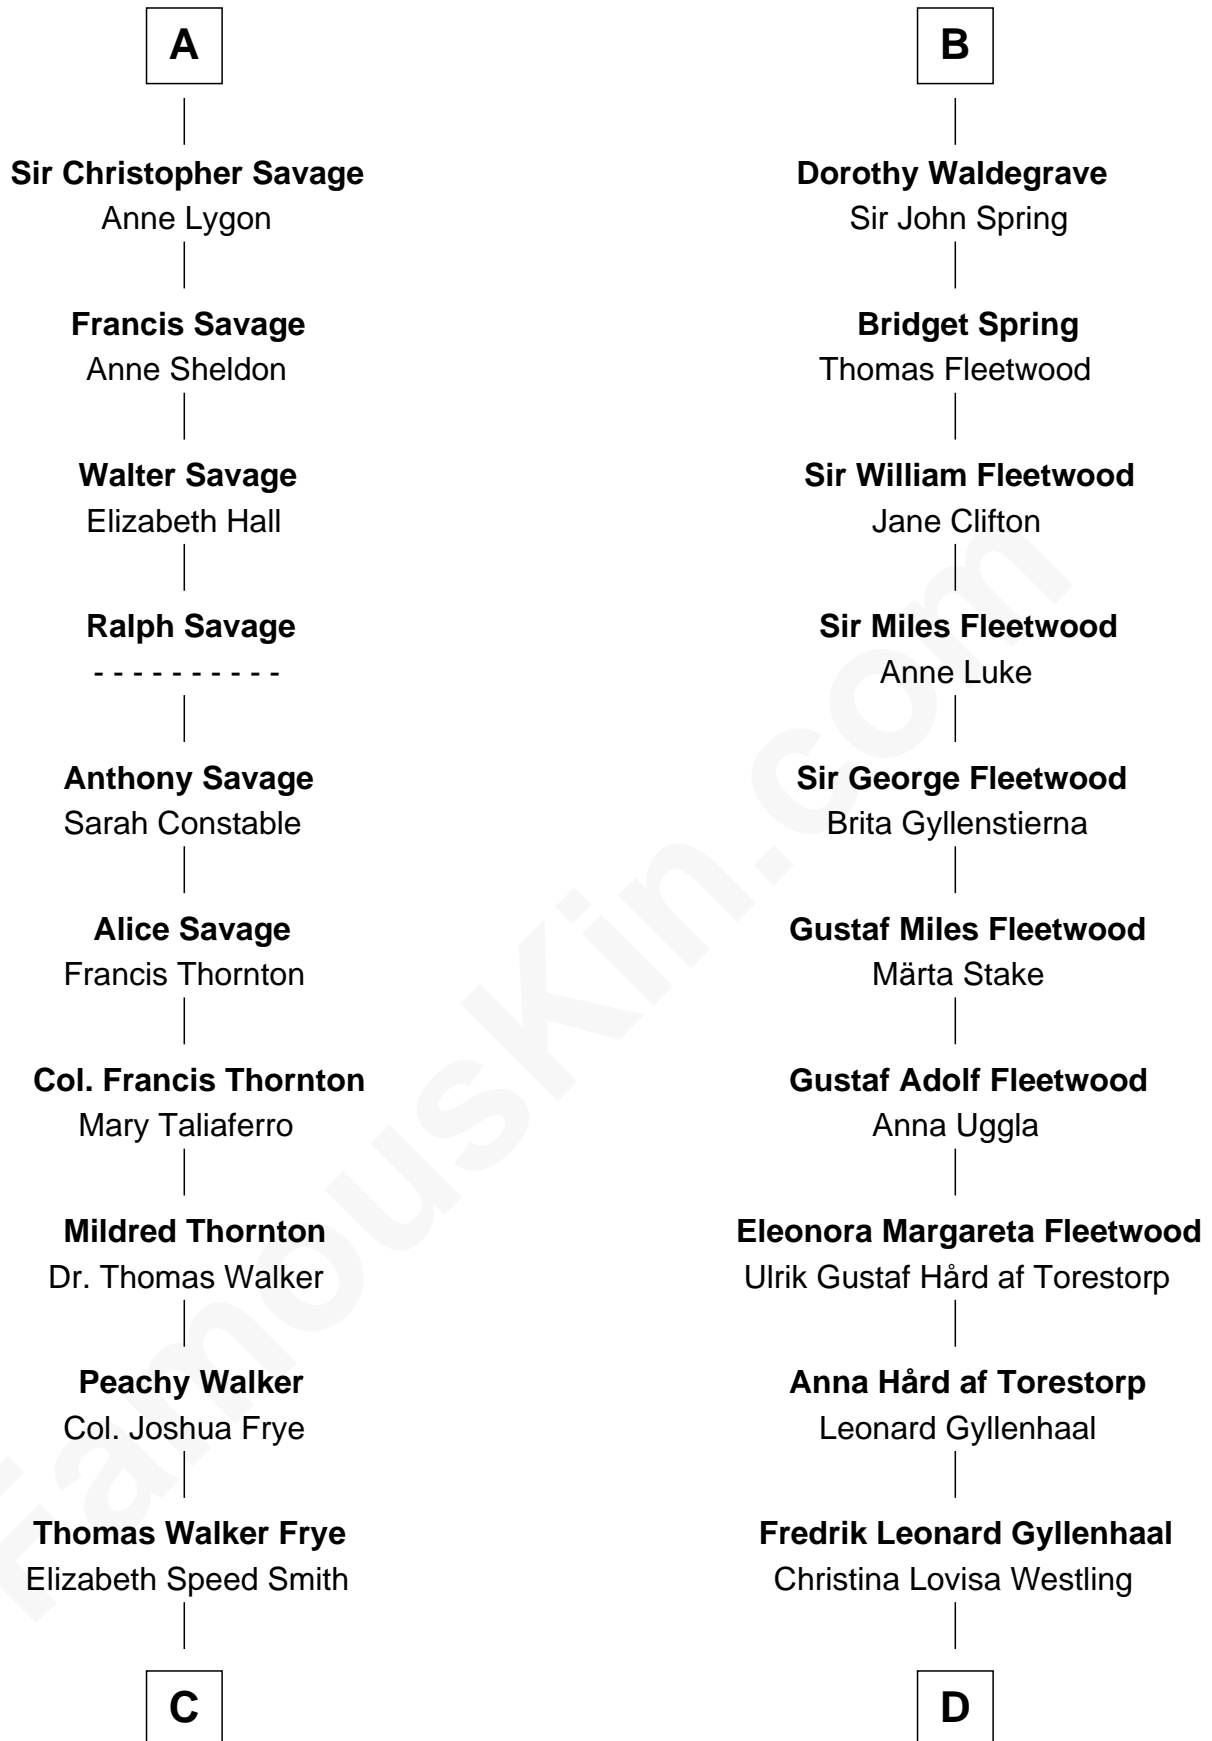 A
Sir Christopher Savage
Anne Lygon
Francis Savage
Anne Sheldon
Walter Savage
Elizabeth Hall
Ralph Savage
- - - - - - - - - -
Anthony Savage
Sarah Constable
Alice Savage
Francis Thornton
Col. Francis Thornton
Mary Taliaferro
Mildred Thornton
Dr. Thomas Walker
Peachy Walker
Col. Joshua Frye
Thomas Walker Frye
Elizabeth Speed Smith
C
B
Dorothy Waldegrave
Sir John Spring
Bridget Spring
Thomas Fleetwood
Sir William Fleetwood
Jane Clifton
Sir Miles Fleetwood
Anne Luke
Sir George Fleetwood
Brita Gyllenstierna
Gustaf Miles Fleetwood
Märta Stake
Gustaf Adolf Fleetwood
Anna Uggla
Eleonora Margareta Fleetwood
Ulrik Gustaf Hård af Torestorp
Anna Hård af Torestorp
Leonard Gyllenhaal
Fredrik Leonard Gyllenhaal
Christina Lovisa Westling
D
FamousKin.com